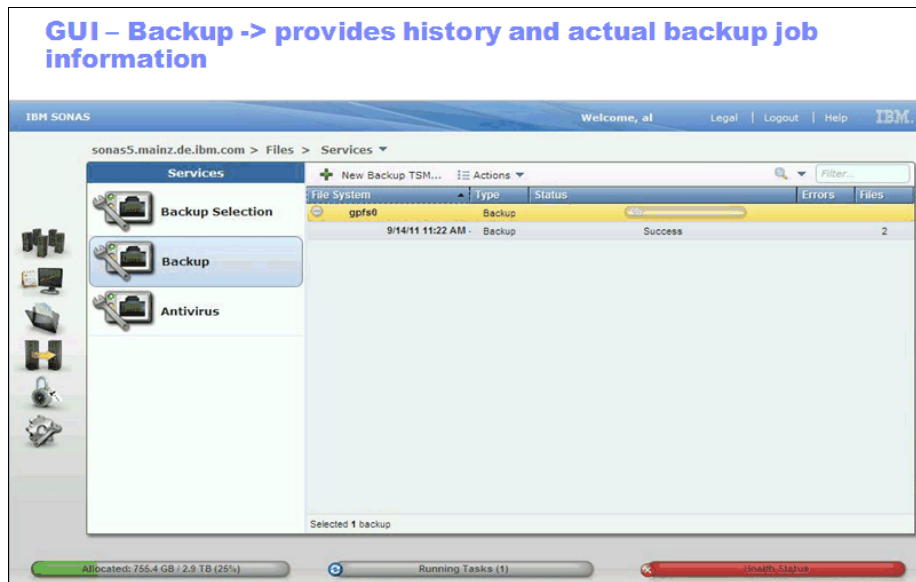 GUI – Backup -> provides history and actual backup job
information
IBM SONAS
Welcome, al
Legal | Logout | Help
IBM.
sonas5.mainz.de.ibm.com > Files > Services
Services
New Backup TSM...
Actions
Filter...
File System
Type
Status
Errors
Files
Backup Selection
gpfs0
Backup
9/14/11 11:22 AM -
Backup
Success
2
Backup
Antivirus
Selected 1 backup
Allocated: 755.4 GB / 2.9 TB (25%)
Running Tasks (1)
Health Status